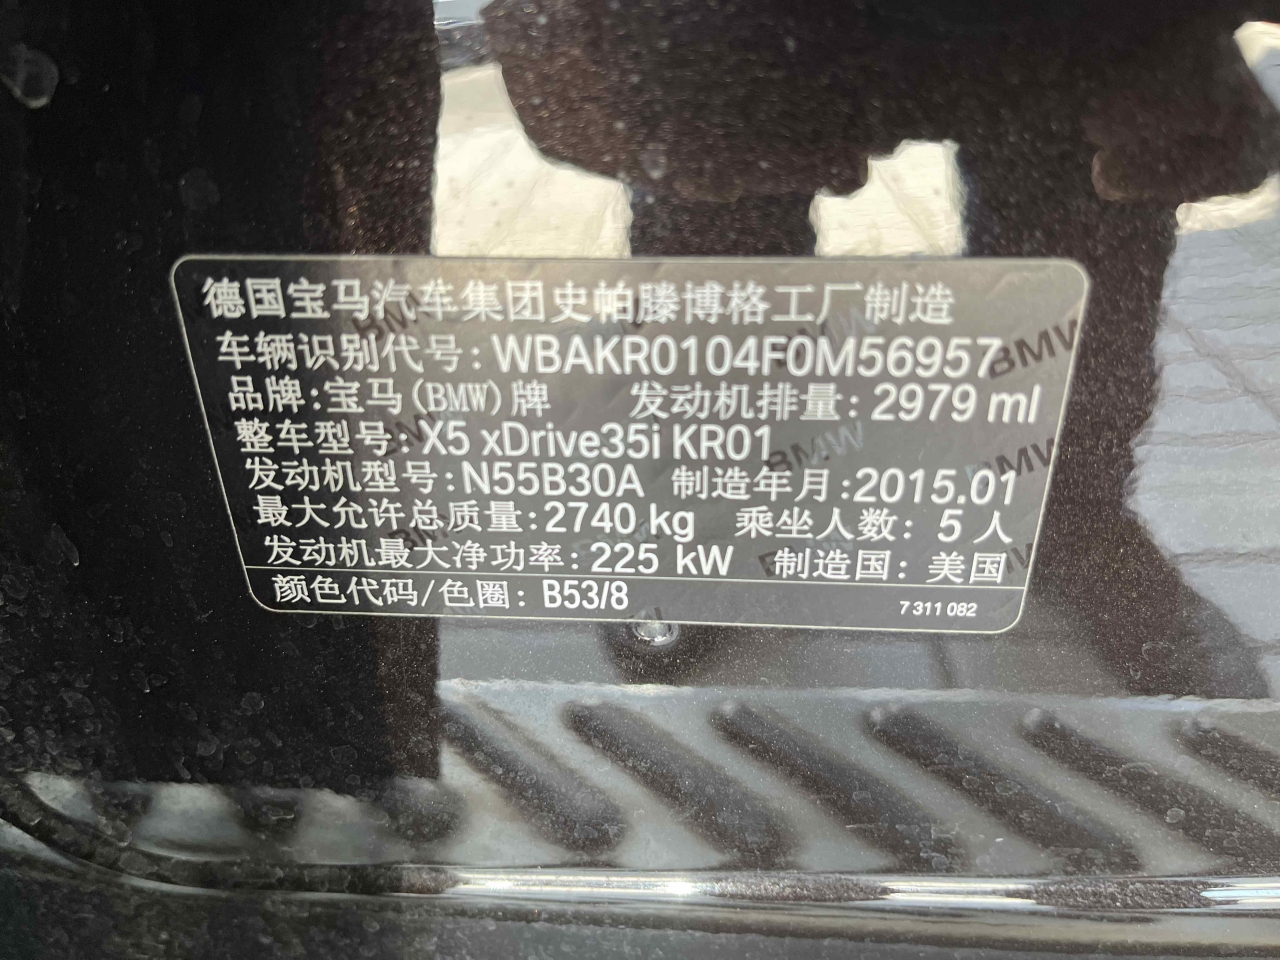 德国宝马汽车集团史帕滕博格工厂制造
车辆识别代号: WBAKR0104F0M56957
品牌: 宝马(BMW)牌 发动机排量: 2979 ml
整车型号: X5 xDrive35i KR01
发动机型号: N55B30A 制造年月: 2015.01
最大允许总质量: 2740 kg 乘坐人数: 5 人
发动机最大净功率: 225 kW 制造国: 美国
颜色代码/色圈: B53/8 7 311 082